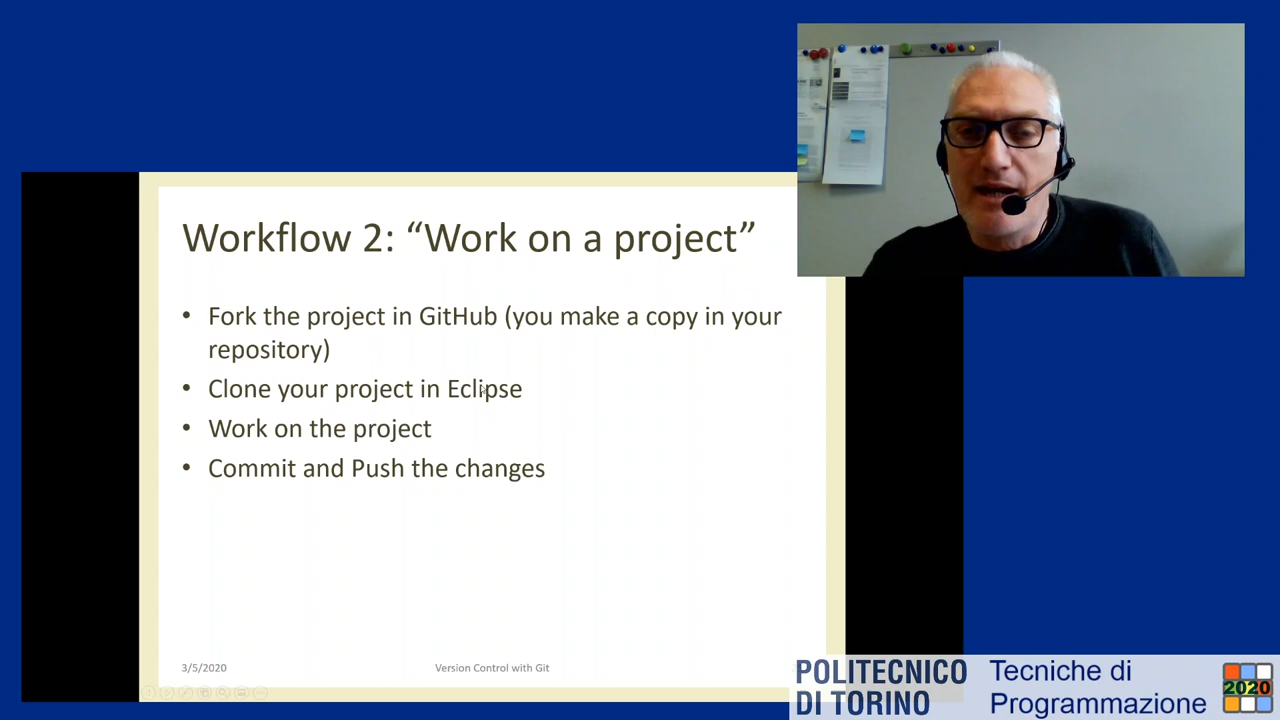 Workflow 2: “Work on a project”
• Fork the project in GitHub (you make a copy in your
repository)
• Clone your project in Eclipse
• Work on the project
• Commit and Push the changes
3/5/2020
Version Control with Git
POLITECNICO
DI TORINO
Tecniche di
Programmazione
2020